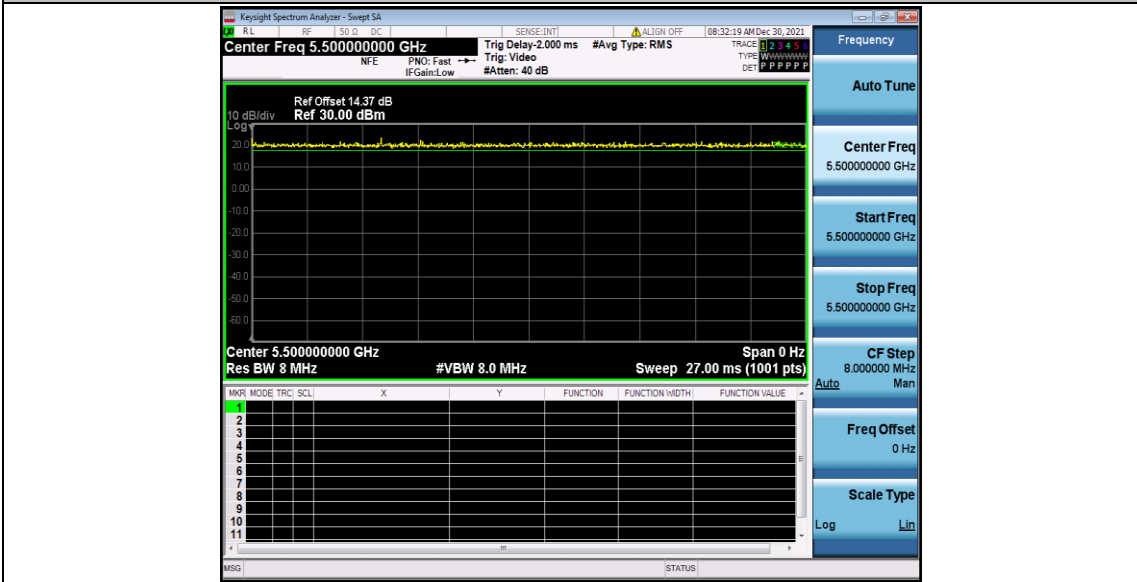 Keysight Spectrum Analyzer - Swept SA
RL RF 50 Ω DC SENSE:INT ALIGN OFF 08:32:19 AM Dec 30, 2021
Center Freq 5.500000000 GHz
NFE
PNO: Fast
IFGain:Low
Trig Delay-2.000 ms
Trig: Video
#Atten: 40 dB
#Avg Type: RMS
TRACE 1 2 3 4 5 6
TYPE WWWWWW
DET P P P P P P
Ref Offset 14.37 dB
10 dB/div Ref 30.00 dBm
Log
20.0
10.0
0.00
-10.0
-20.0
-30.0
-40.0
-50.0
-60.0
Center 5.500000000 GHz Span 0 Hz
Res BW 8 MHz #VBW 8.0 MHz Sweep 27.00 ms (1001 pts)
MKR MODE TRC SCL X Y FUNCTION FUNCTION WIDTH FUNCTION VALUE
1
2
3
4
5
6
7
8
9
10
11
MSG STATUS
Frequency
Auto Tune
Center Freq
5.500000000 GHz
Start Freq
5.500000000 GHz
Stop Freq
5.500000000 GHz
CF Step
8.000000 MHz
Auto Man
Freq Offset
0 Hz
Scale Type
Log Lin